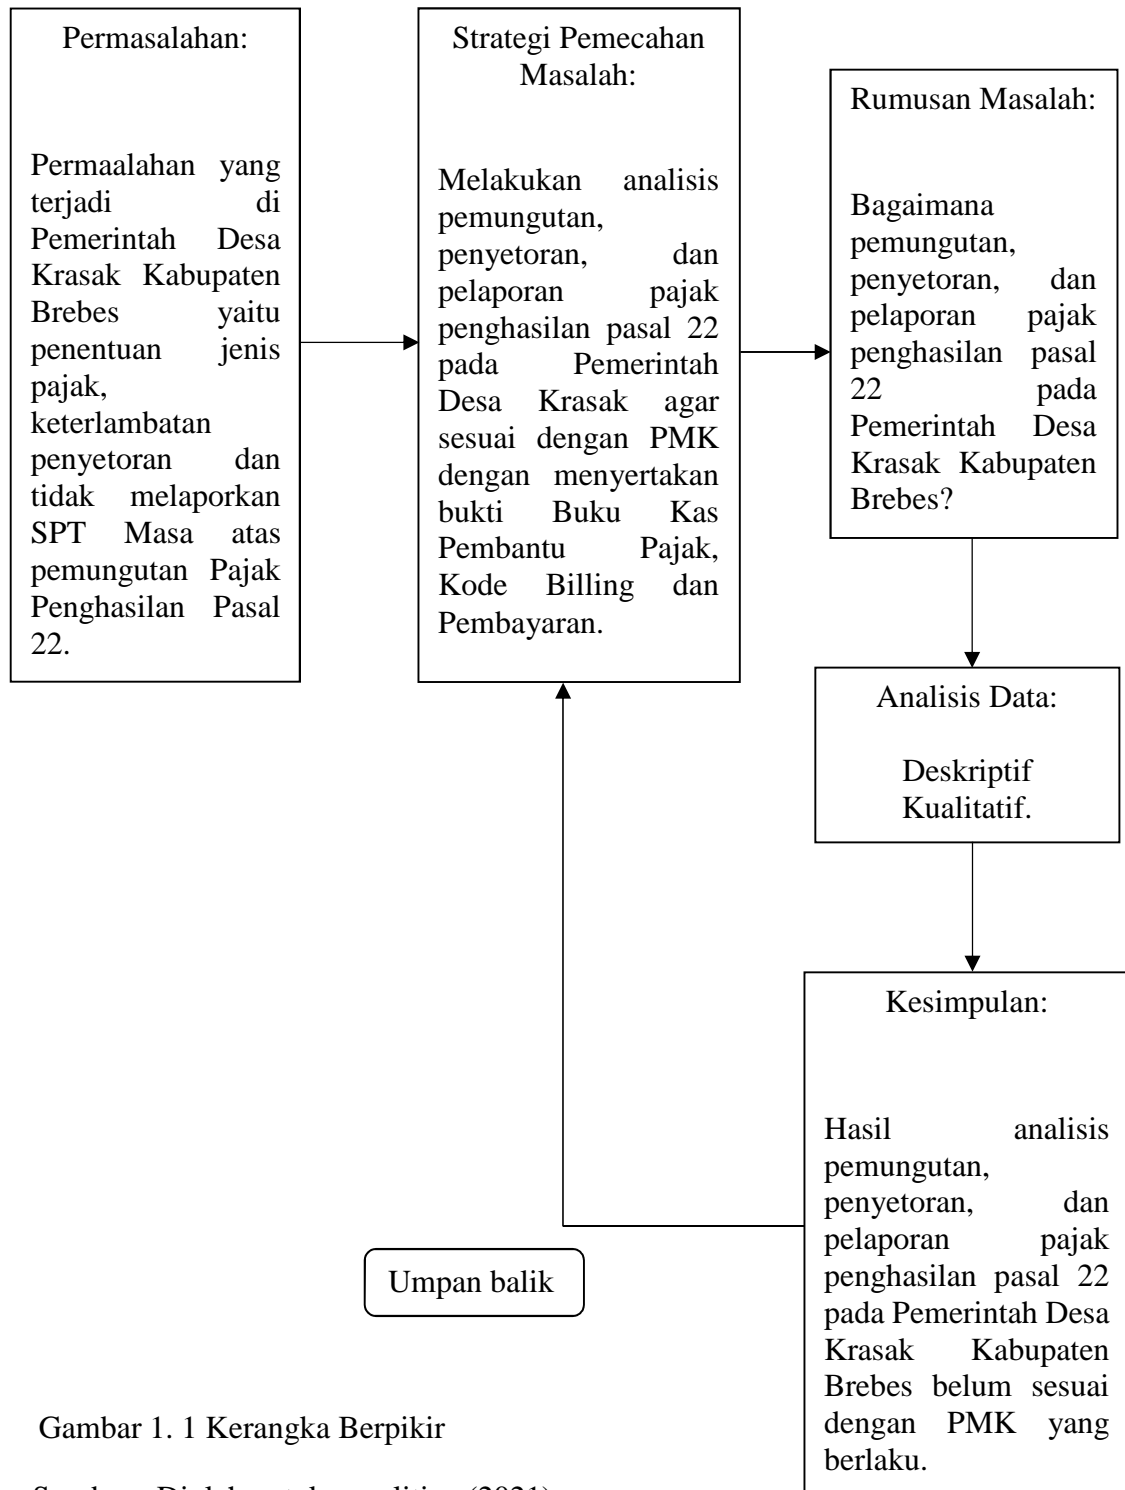 Permasalahan:
Permaalahan yang
terjadi di
Pemerintah Desa
Krasak Kabupaten
Brebes yaitu
penentuan jenis
pajak,
keterlambatan
penyetoran dan
tidak melaporkan
SPT Masa atas
pemungutan Pajak
Penghasilan Pasal
22.
Strategi Pemecahan
Masalah:
Melakukan analisis
pemungutan,
penyetoran, dan
pelaporan pajak
penghasilan pasal 22
pada Pemerintah
Desa Krasak agar
sesuai dengan PMK
dengan menyertakan
bukti Buku Kas
Pembantu Pajak,
Kode Billing dan
Pembayaran.
Rumusan Masalah:
Bagaimana
pemungutan,
penyetoran, dan
pelaporan pajak
penghasilan pasal
22 pada
Pemerintah Desa
Krasak Kabupaten
Brebes?
Analisis Data:
Deskriptif
Kualitatif.
Kesimpulan:
Hasil analisis
pemungutan,
penyetoran, dan
pelaporan pajak
penghasilan pasal 22
pada Pemerintah Desa
Krasak Kabupaten
Brebes belum sesuai
dengan PMK yang
berlaku.
Umpan balik
Gambar 1. 1 Kerangka Berpikir
(2021)